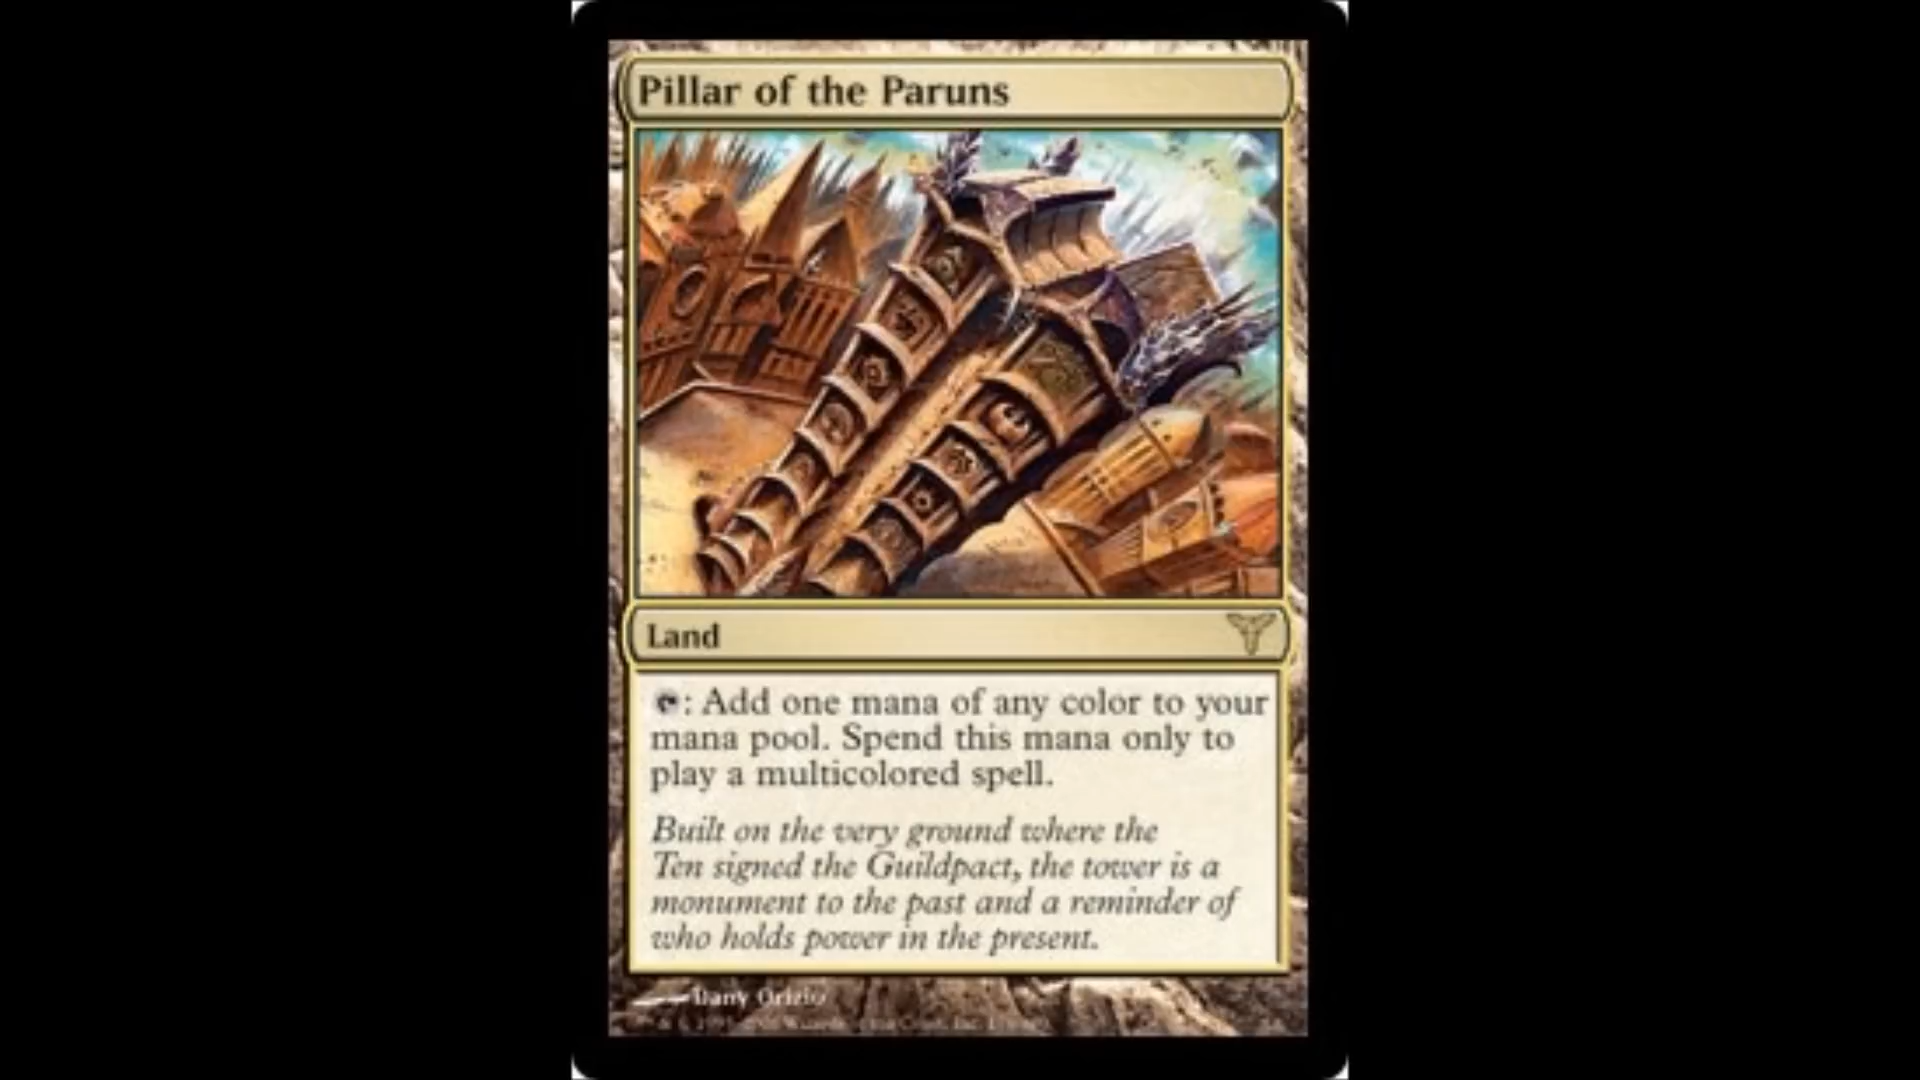 Pillar of the Paruns
Land
: Add one mana of any color to your
mana pool. Spend this mana only to
play a multicolored spell.
Built on the very ground where the
Ten signed the Guildpact, the tower is a
monument to the past and a reminder of
who holds power in the present.
Dany Orizio